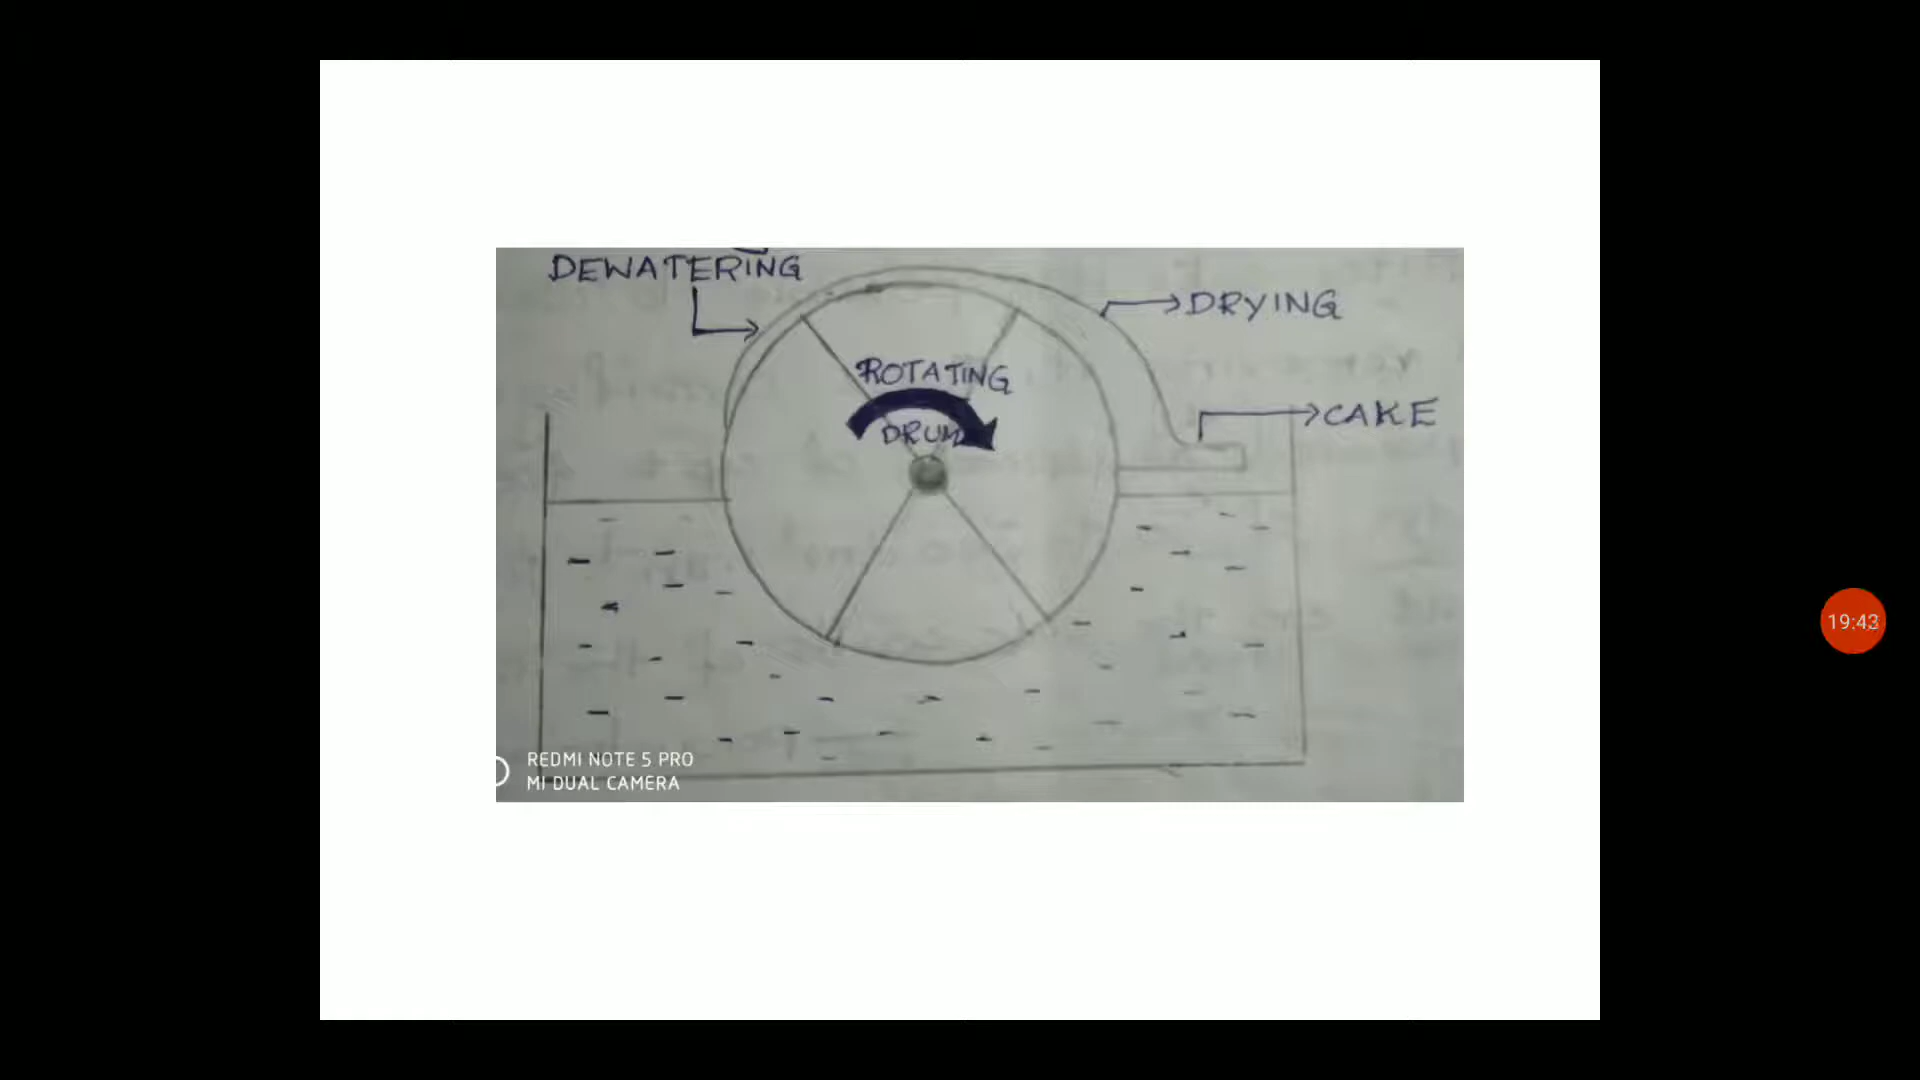 DEWATERING
DRYING
ROTATING
DRUM
CAKE
REDMI NOTE 5 PRO
MI DUAL CAMERA
19:43